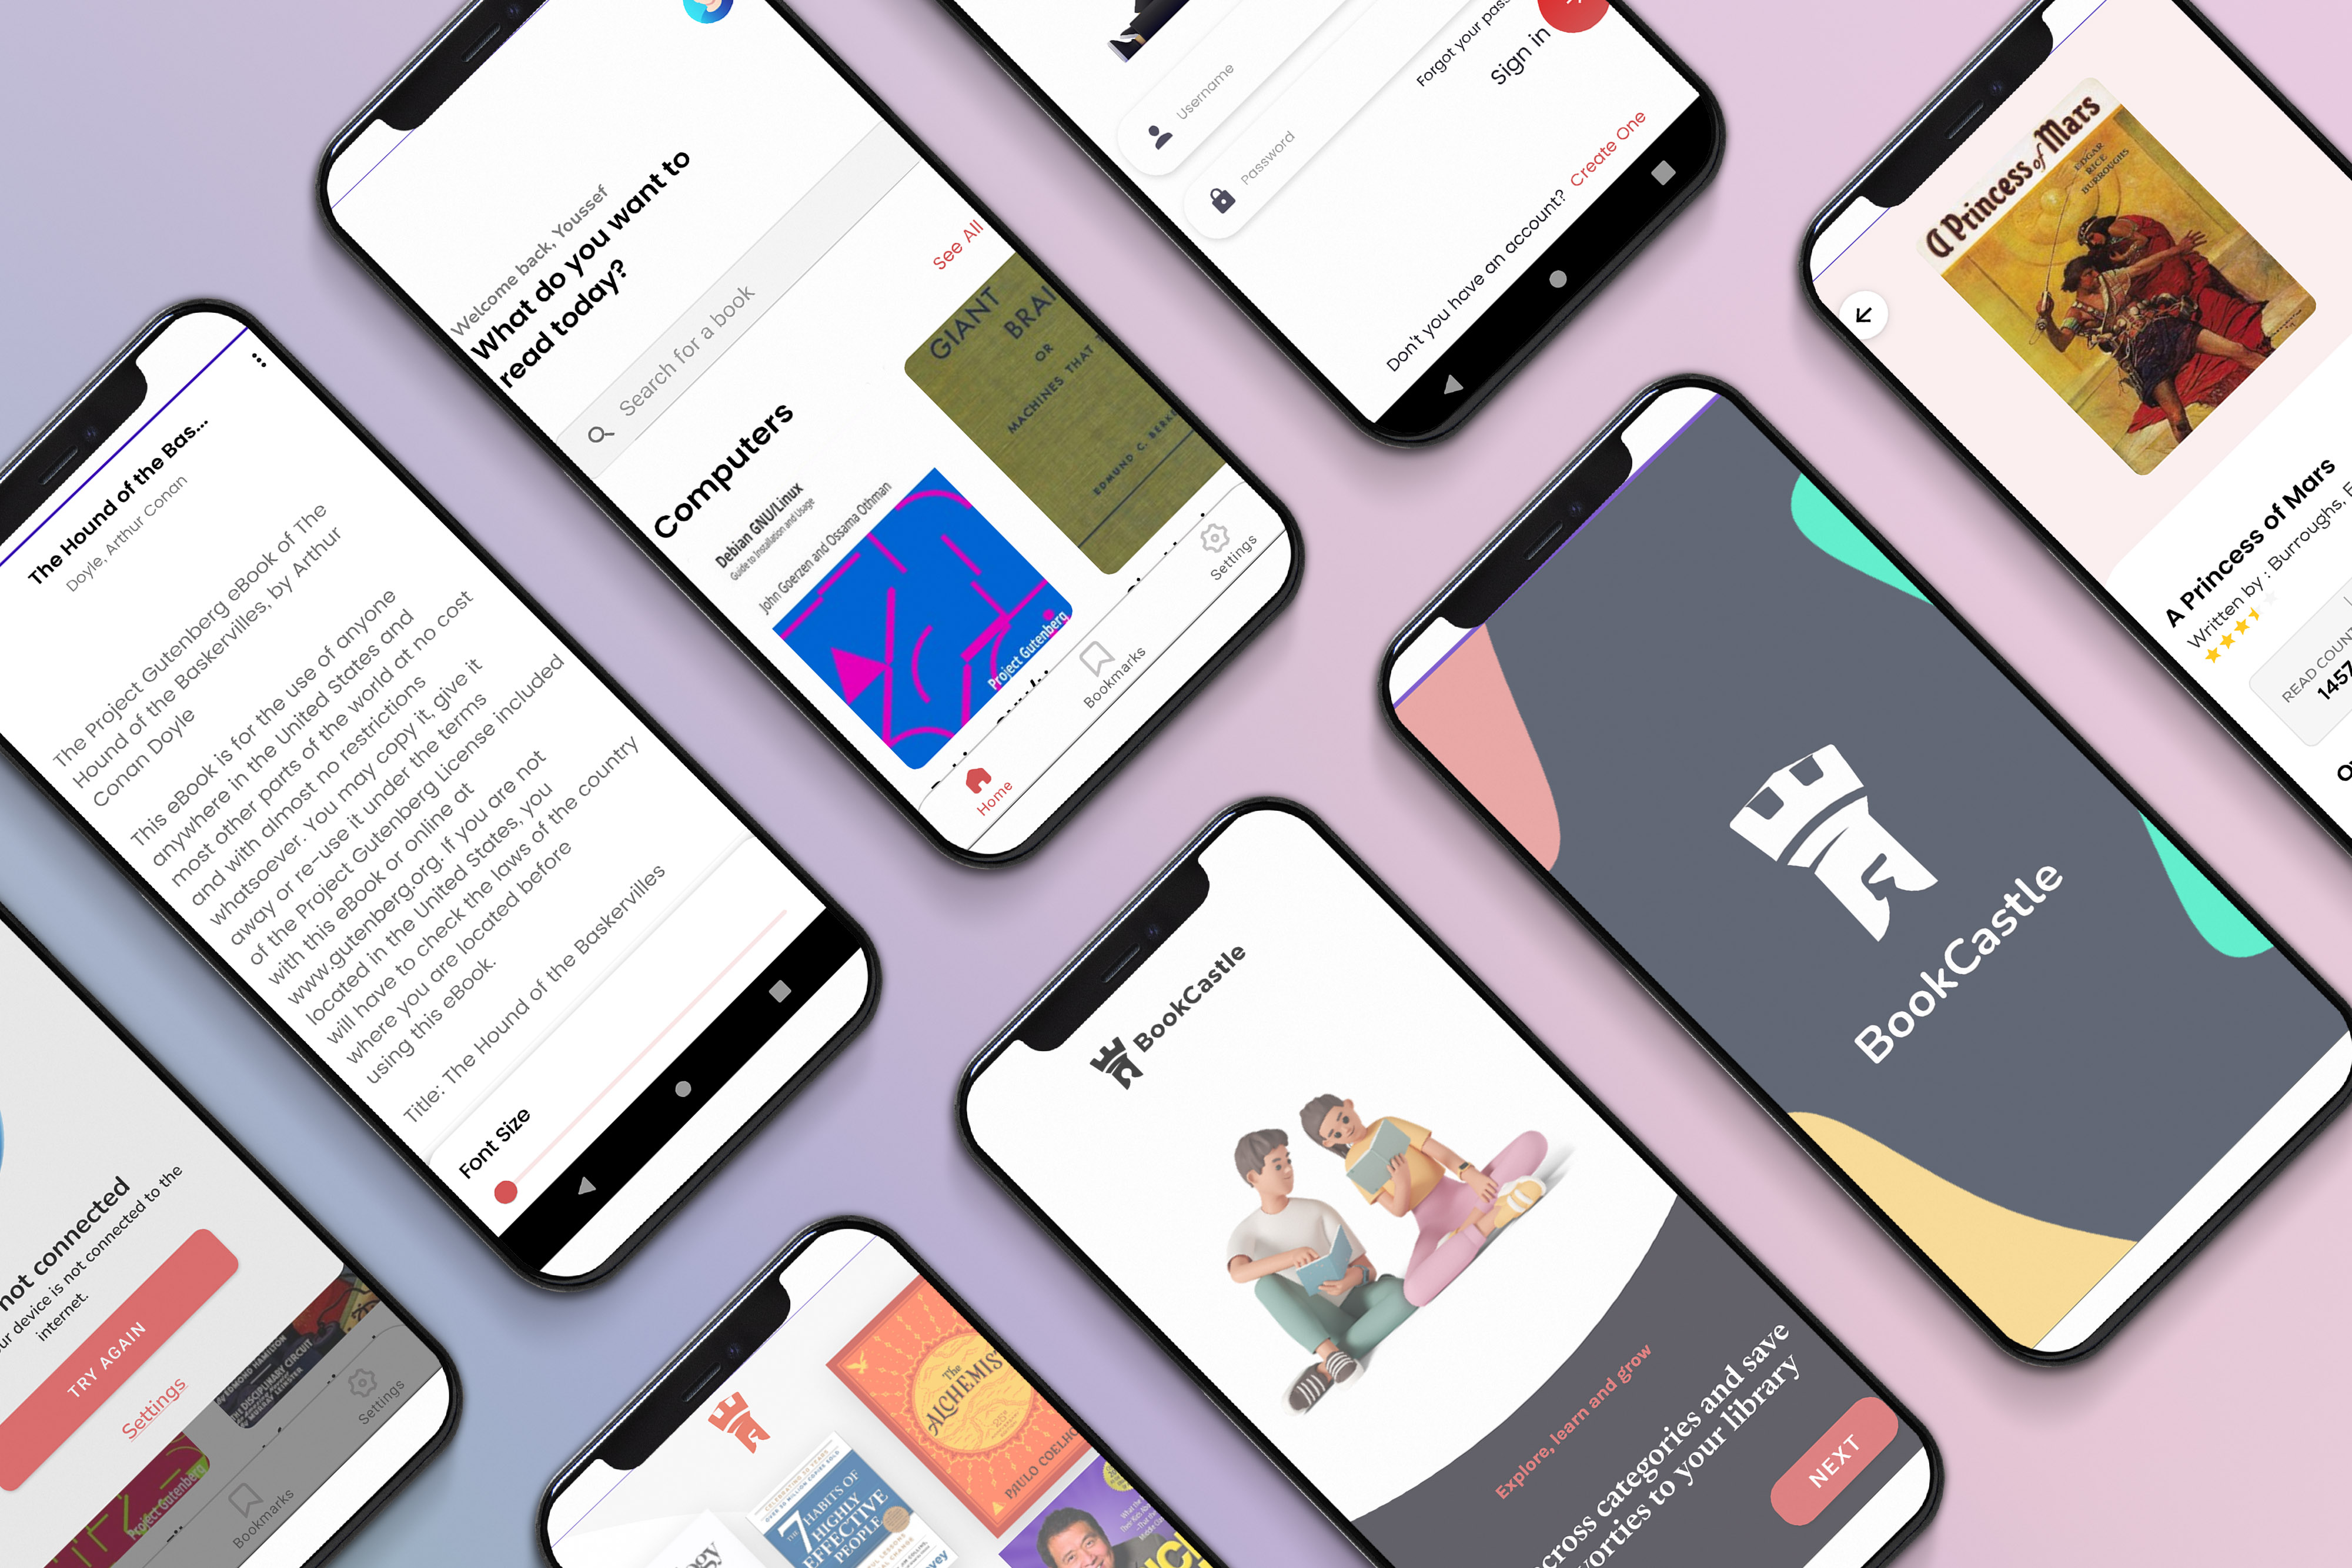 The Hound of the Bas...
Doyle, Arthur Conan
The Project Gutenberg eBook of The
Hound of the Baskervilles, by Arthur
Conan Doyle
This eBook is for the use of anyone
anywhere in the United States and
most other parts of the world at no cost
and with almost no restrictions
whatsoever. You may copy it, give it
away or re-use it under the terms
of the Project Gutenberg License included
with this eBook or online at
www.gutenberg.org. If you are not
located in the United States, you
will have to check the laws of the country
where you are located before
using this eBook.
Title: The Hound of the Baskervilles
Font Size
Welcome back, Youssef
What do you want to
read today?
Search for a book
Computers
See All
Debian GNU/Linux
Guide to Installation and Usage
John Goerzen and Ossama Othman
Project Gutenberg
GIANT
BRAI
OR
MACHINES THAT
EDMUND C.
Home
Bookmarks
Settings
Username
Password
Forgot your
Sign in
Don't you have an account? Create One
A Princess of Mars
EDGAR
RICE
BURROUGHS
A Princess of Mars
Written by : Burroughs,
READ COUNT
1457
BookCastle
BookCastle
Explore, learn and grow
categories and save
to your library
NEXT
not connected
device is not connected to the
internet.
TRY AGAIN
Settings
EDMOND HAMILTON
THE DISCIPLINARY CIRCUIT
MURRAY LEINSTER
Project Gutenberg
Bookmarks
Settings
The
ALCHEMIS
25
PAULO COELHO
THE
7 HABITS OF
HIGHLY
EFFECTIVE
PEOPLE